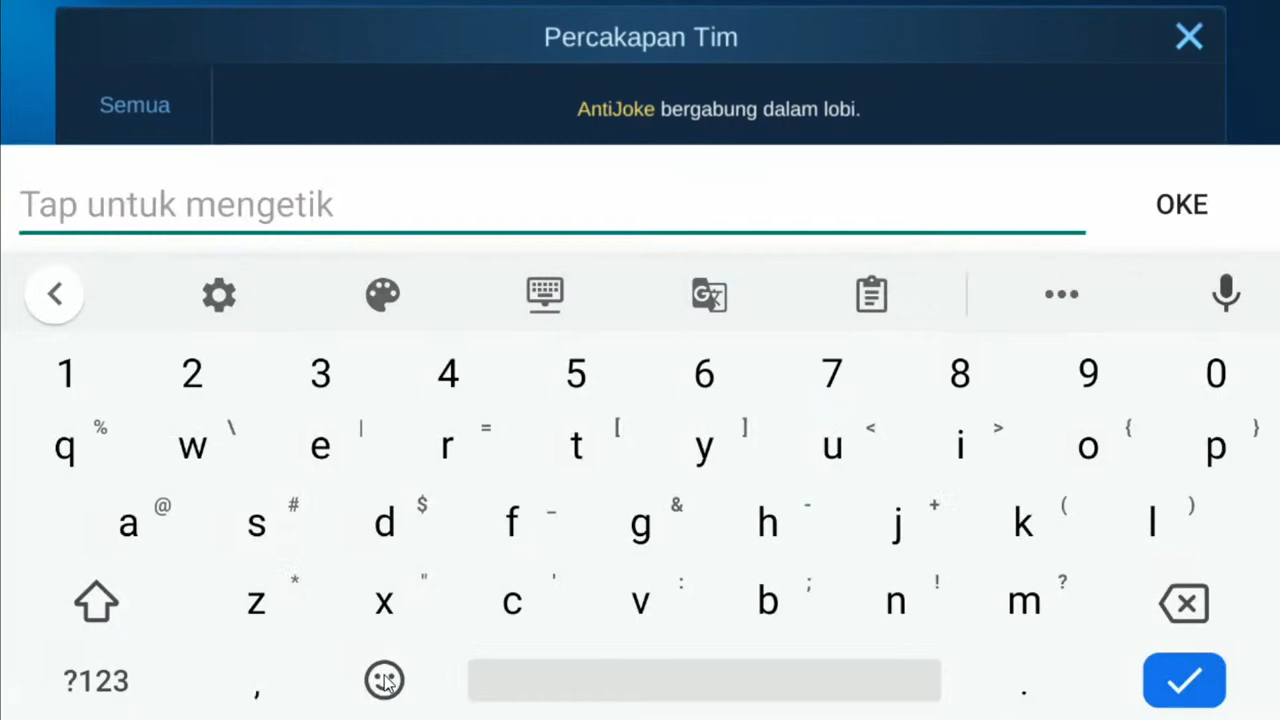 Percakapan Tim
Semua
AntiJoke bergabung dalam lobi.
Tap untuk mengetik
OKE
G
1 2 3 4 5 6 7 8 9 0
q % w \ e | r = t [ y ] u < i > o { p }
a @ s # d $ f _ g & h - j + k ( l )
z * x " c ' v : b ; n ! m ?
?123 , .